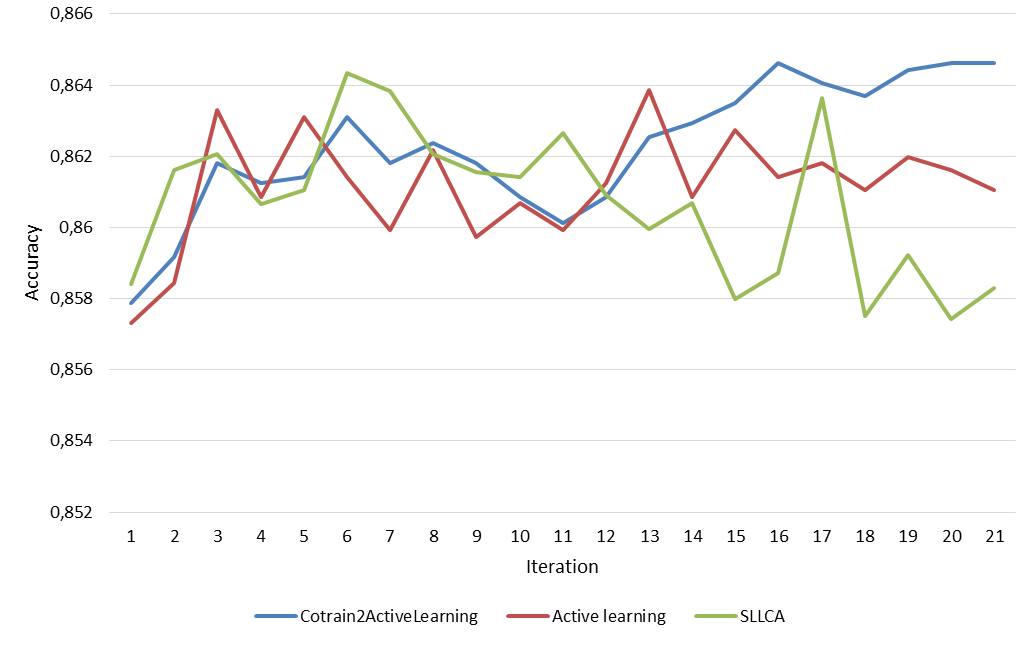 0,866
0,864
0,862
0,86
0,858
0,856
0,854
0,852
Accuracy
1 2 3 4 5 6 7 8 9 10 11 12 13 14 15 16 17 18 19 20 21
Iteration
Cotrain2ActiveLearning Active learning SLLCA